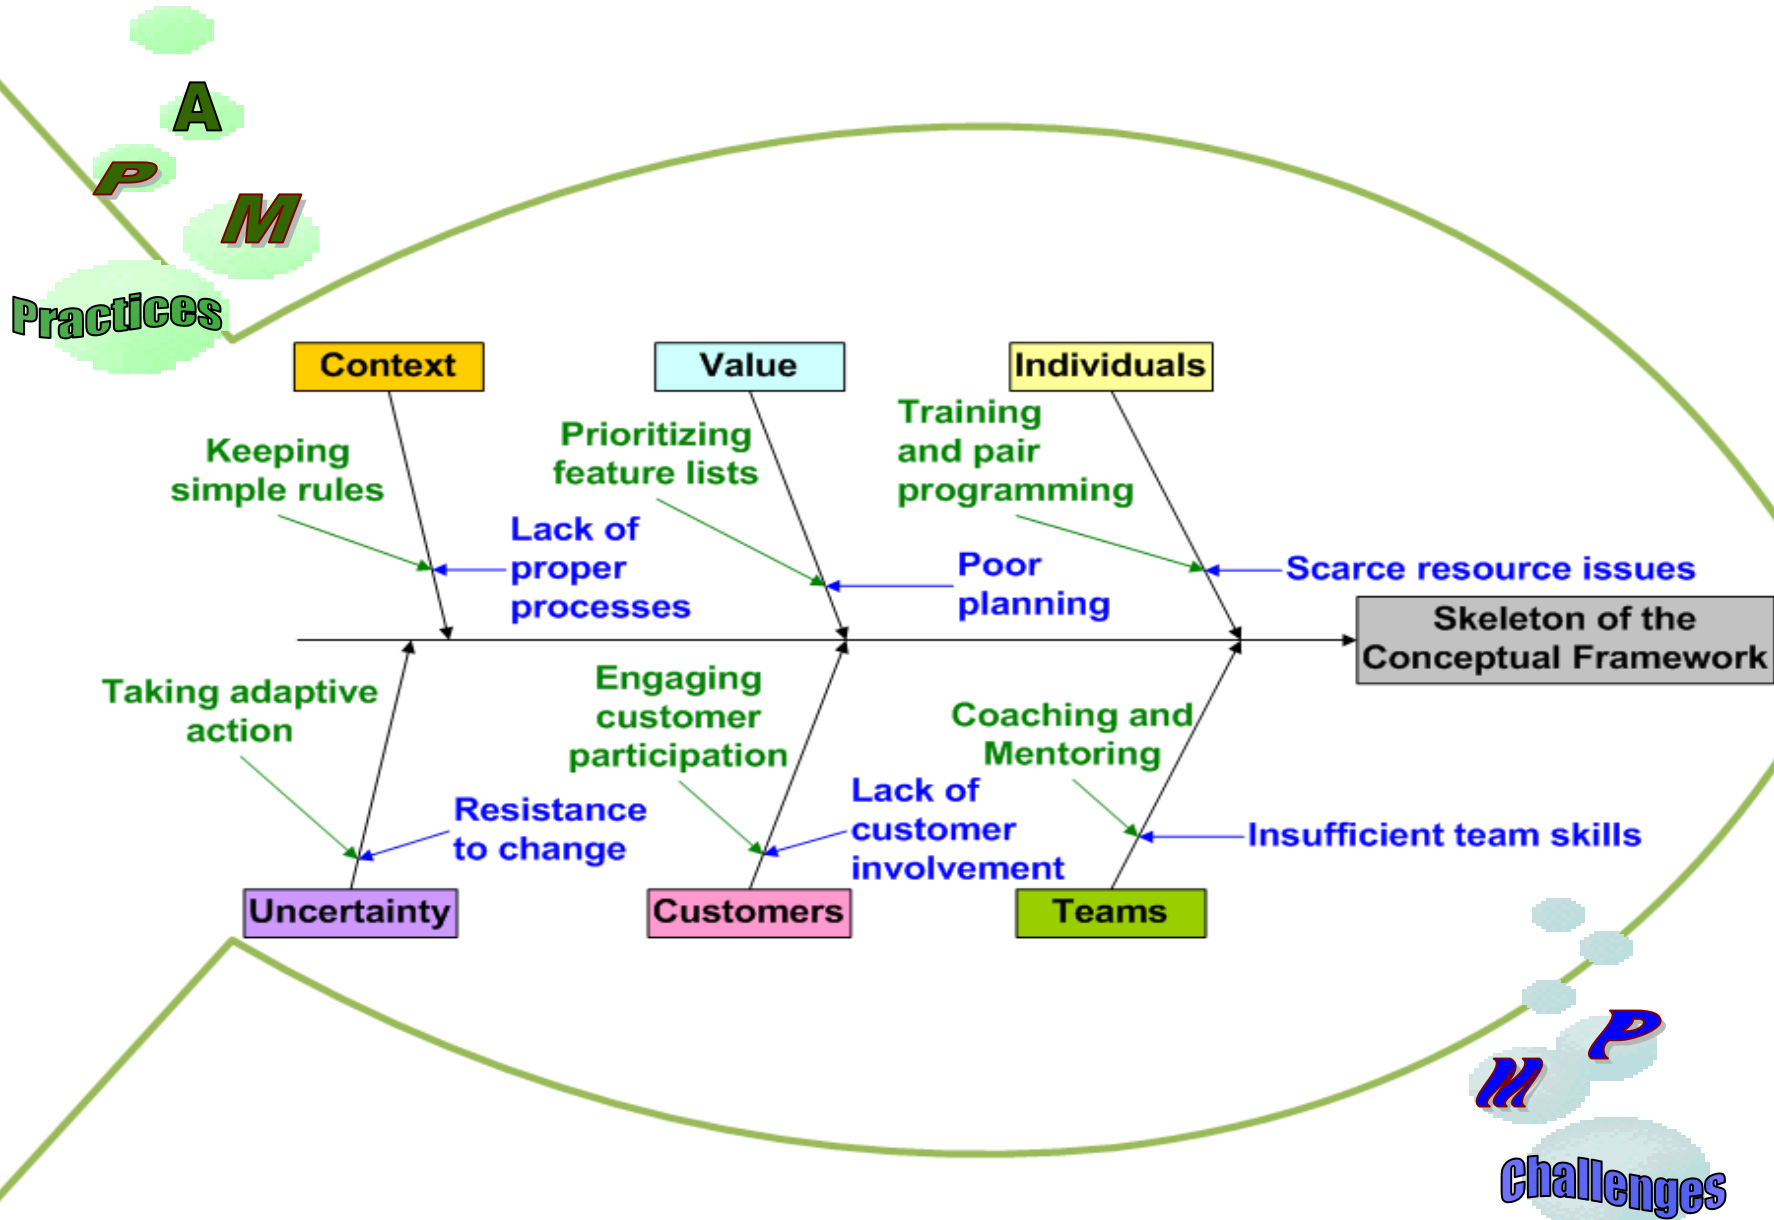 A
P
M
Practices
Context
Value
Individuals
Keeping
simple rules
Prioritizing
feature lists
Training
and pair
programming
Lack of
proper
processes
Poor
planning
Scarce resource issues
Skeleton of the
Conceptual Framework
Taking adaptive
action
Engaging
customer
participation
Coaching and
Mentoring
Resistance
to change
Lack of
customer
involvement
Insufficient team skills
Uncertainty
Customers
Teams
P
M
Challenges